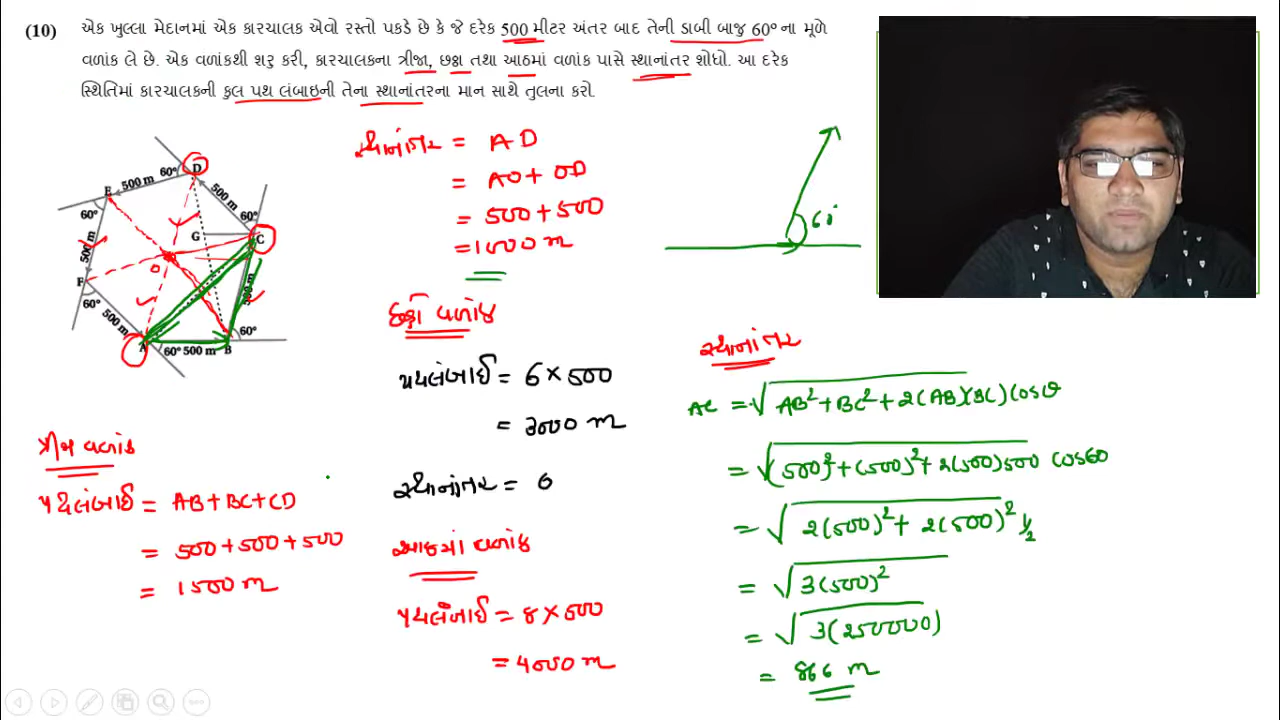 (10) એક ખુલ્લા મેદાનમાં એક કારચાલક એવો રસ્તો પકડે છે કે જે દરેક 500 મીટર અંતર બાદ તેની ડાબી બાજુ 60° ના મૂળે
વળાંક લે છે. એક વળાંકથી શરુ કરી, કારચાલકના ત્રીજા, છઠ્ઠા તથા આઠમાં વળાંક પાસે સ્થાનાંતર શોધો. આ દરેક
સ્થિતિમાં કારચાલકની કુલ પથ લંબાઇની તેના સ્થાનાંતરના માન સાથે તુલના કરો.
D
60°
500 m
E
500 m
60°
60°
G
C
500 m
O
F
60°
500 m
500 m
A
60° 500 m B
60°
સ્થાનાંતર = AD
= AO + OD
= 500 + 500
= 1000 m
60°
છઠ્ઠો વળાંક
પથલંબાઈ = 6 × 500
= 3000 m
સ્થાનાંતર = 0
આઠમાં વળાંક
પથલંબાઈ = 8 × 500
= 4000 m
ત્રીજા વળાંક
પથલંબાઈ = AB + BC + CD
= 500 + 500 + 500
= 1500 m
સ્થાનાંતર
AC = √AB² + BC² + 2(AB)(BC) cosθ
= √(500)² + (500)² + 2(500)500 cos60
= √2(500)² + 2(500)² 1/2
= √3(500)²
= √3(250000)
= 866 m